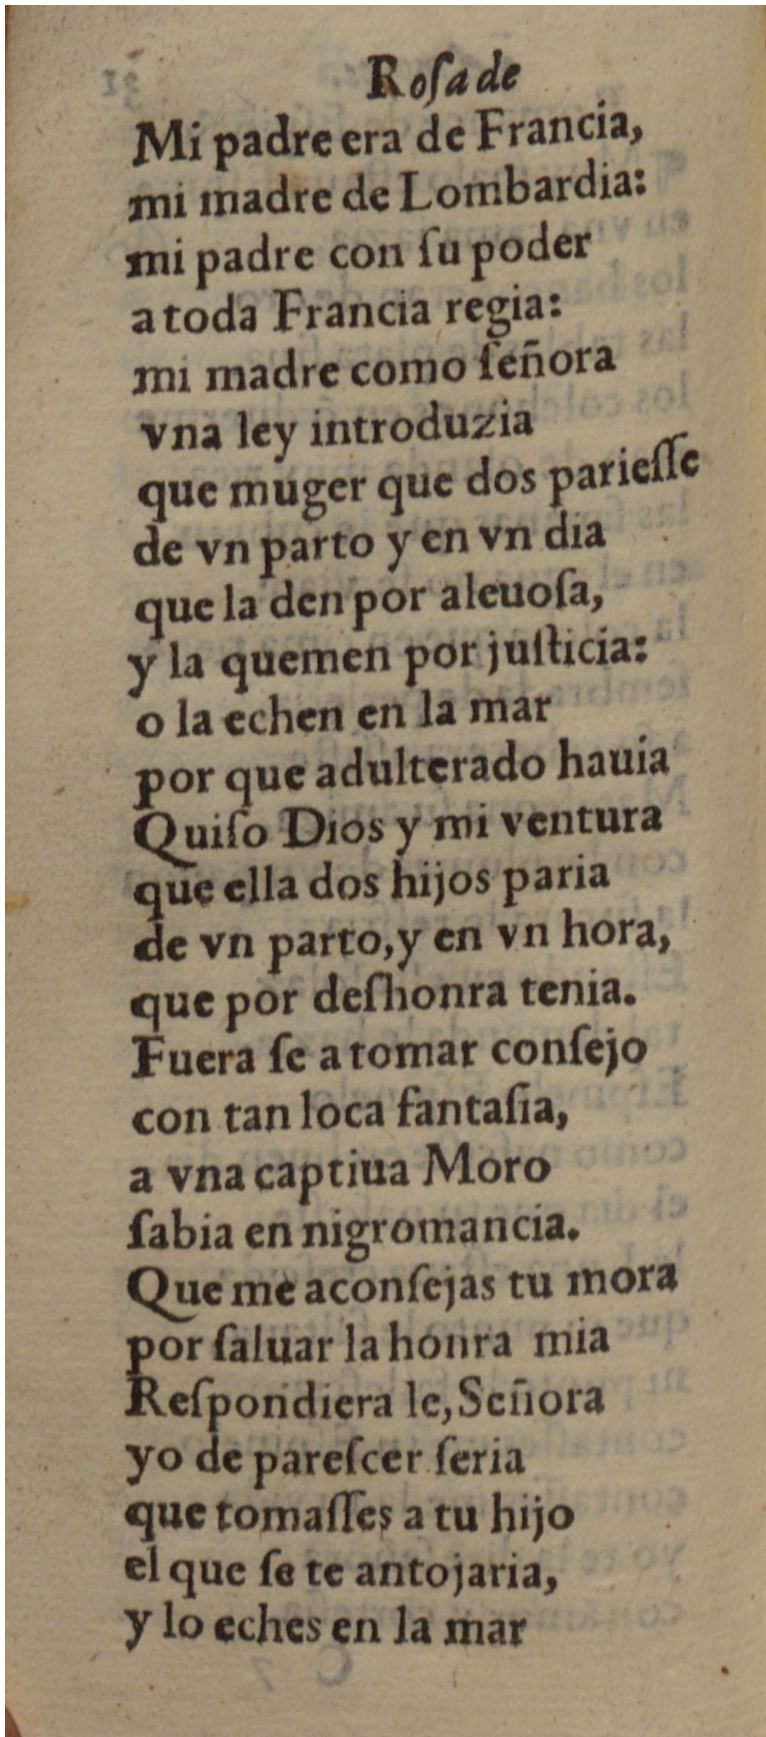 Rosa de
Mi padre era de Francia,
mi madre de Lombardia:
mi padre con ſu poder
a toda Francia regia:
mi madre como ſeñora
vna ley introduzia
que muger que dos parieſſe
de vn parto y en vn dia
que la den por aleuoſa,
y la quemen por juſticia:
o la echen en la mar
por que adulterado hauia
Quiſo Dios y mi ventura
que ella dos hijos paria
de vn parto,y en vn hora,
que por deſhonra tenia.
Fuera ſe a tomar conſejo
con tan loca fantaſia,
a vna captiua Moro
ſabia en nigromancia.
Que me aconſejas tu mora
por ſaluar la honra mia
Reſpondiera le,Señora
yo de pareſcer ſeria
que tomaſſes a tu hijo
el que ſe te antojaria,
y lo eches en la mar